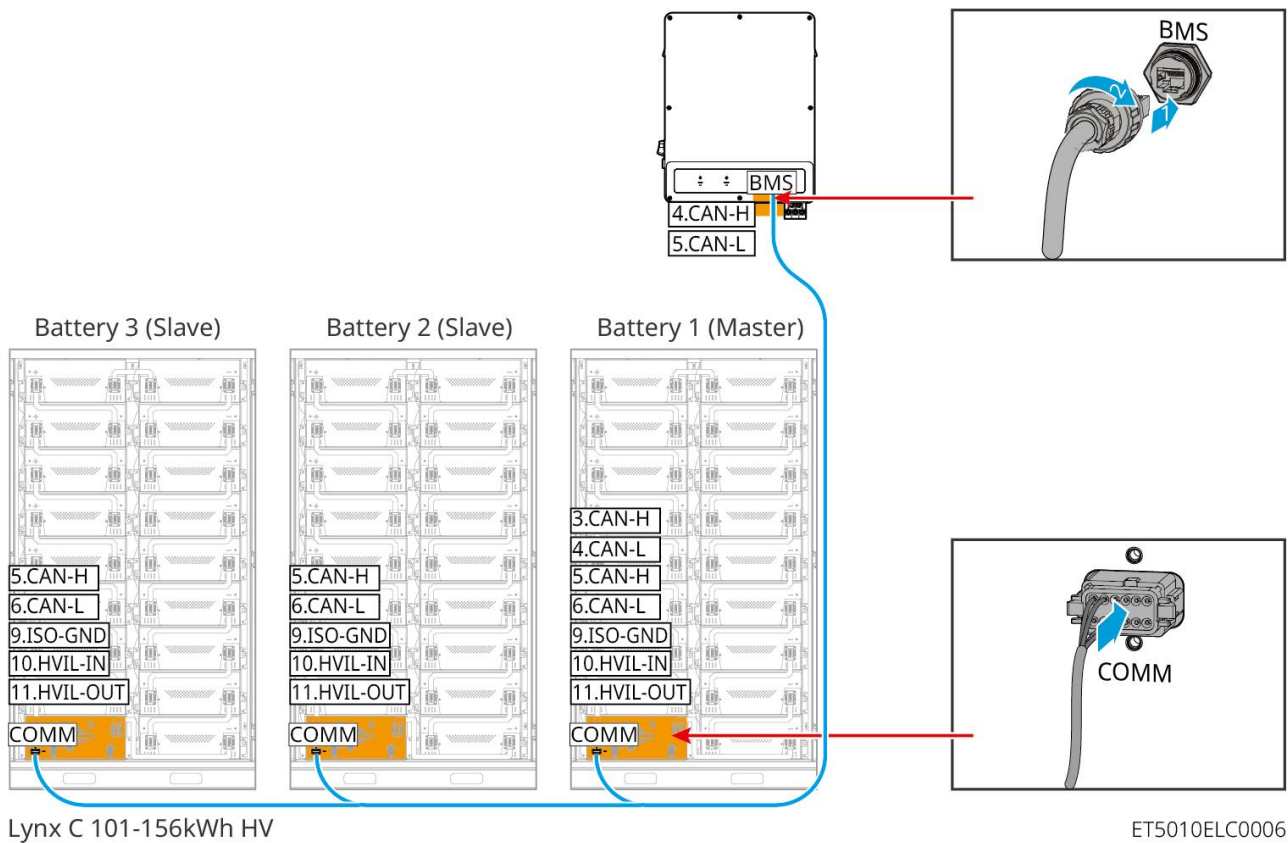 BMS
2
1
BMS
4.CAN-H
5.CAN-L
Battery 3 (Slave)
Battery 2 (Slave)
Battery 1 (Master)
5.CAN-H
6.CAN-L
9.ISO-GND
10.HVIL-IN
11.HVIL-OUT
COMM
5.CAN-H
6.CAN-L
9.ISO-GND
10.HVIL-IN
11.HVIL-OUT
COMM
3.CAN-H
4.CAN-L
5.CAN-H
6.CAN-L
9.ISO-GND
10.HVIL-IN
11.HVIL-OUT
COMM
COMM
Lynx C 101-156kWh HV
ET5010ELC0006